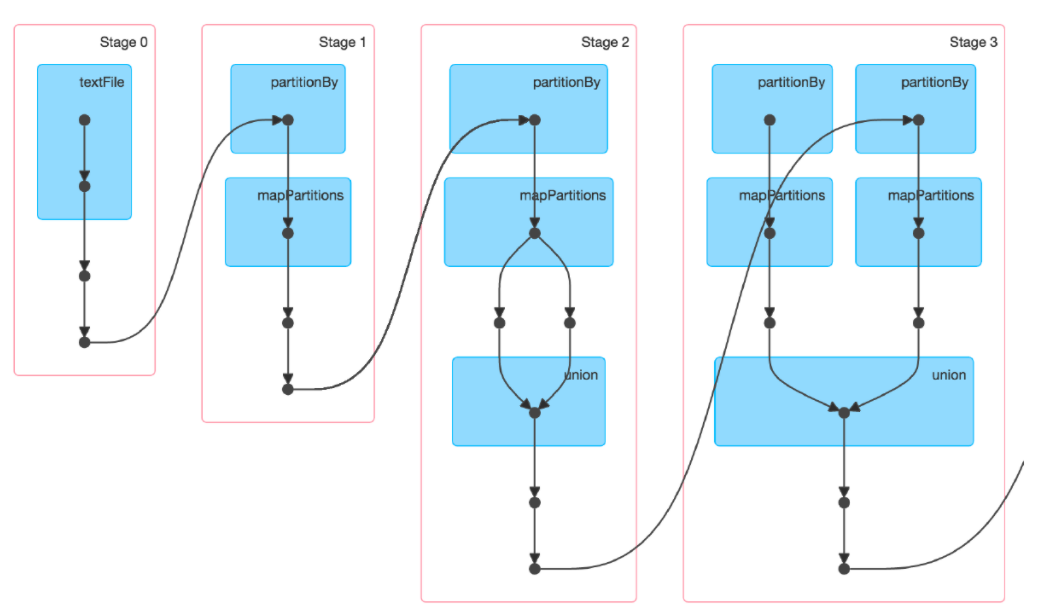 Stage 0
textFile
Stage 1
partitionBy
mapPartitions
Stage 2
partitionBy
mapPartitions
union
Stage 3
partitionBy
partitionBy
mapPartitions
mapPartitions
union